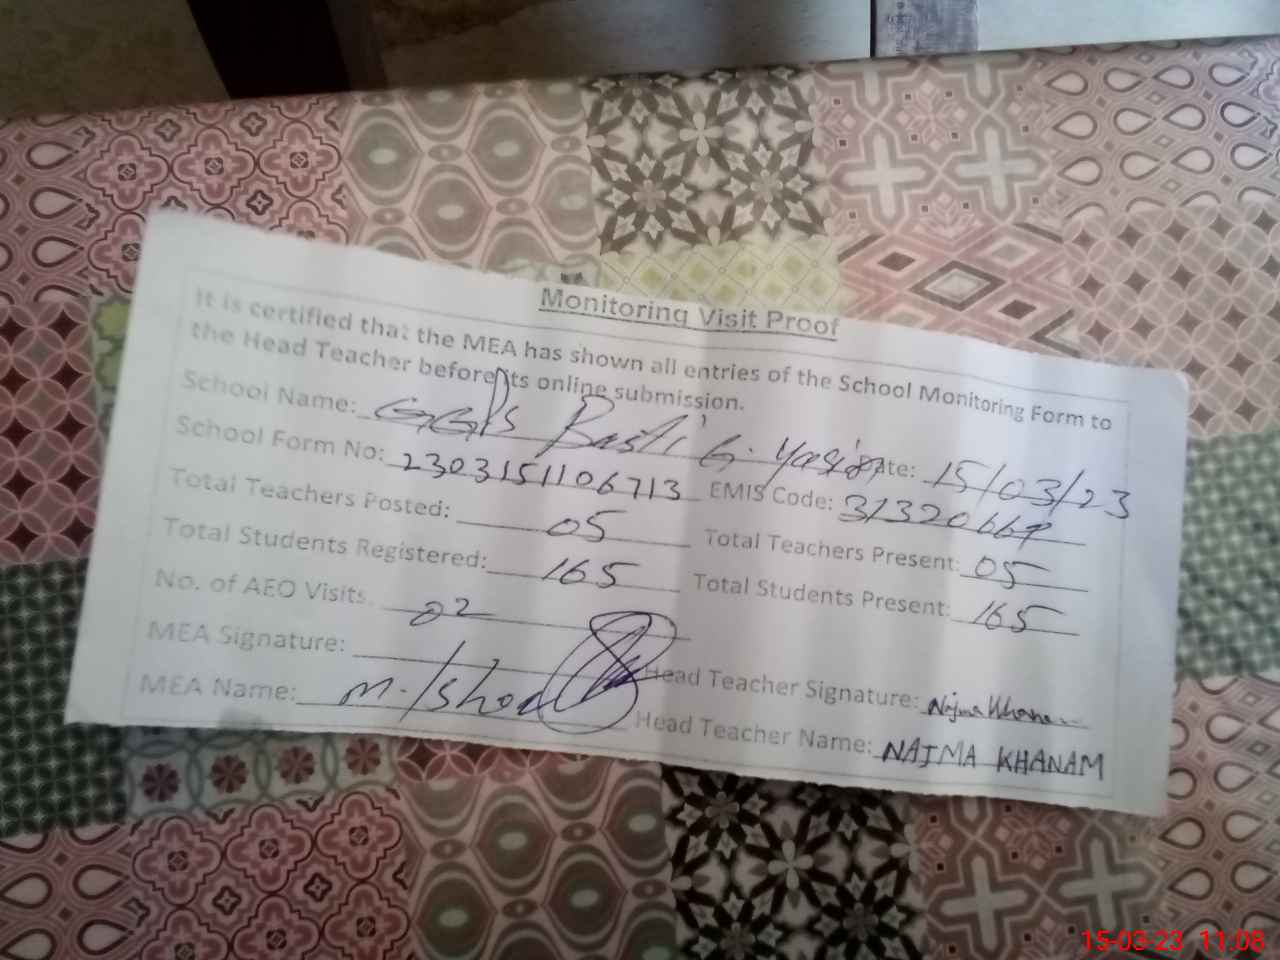 Monitoring Visit Proof
It is certified that the MEA has shown all entries of the School Monitoring Form to
the Head Teacher before its online submission.
School Name: GGPS Basti G. Yasin Date: 15/03/23
School Form No: 2303151106713 EMIS Code: 31320669
Total Teachers Posted: 05 Total Teachers Present: 05
Total Students Registered: 165 Total Students Present: 165
No. of AEO Visits. 02
MEA Signature: Head Teacher Signature: Najma Khanam
MEA Name: M. Head Teacher Name: NAJMA KHANAM
15-03-23 11:08